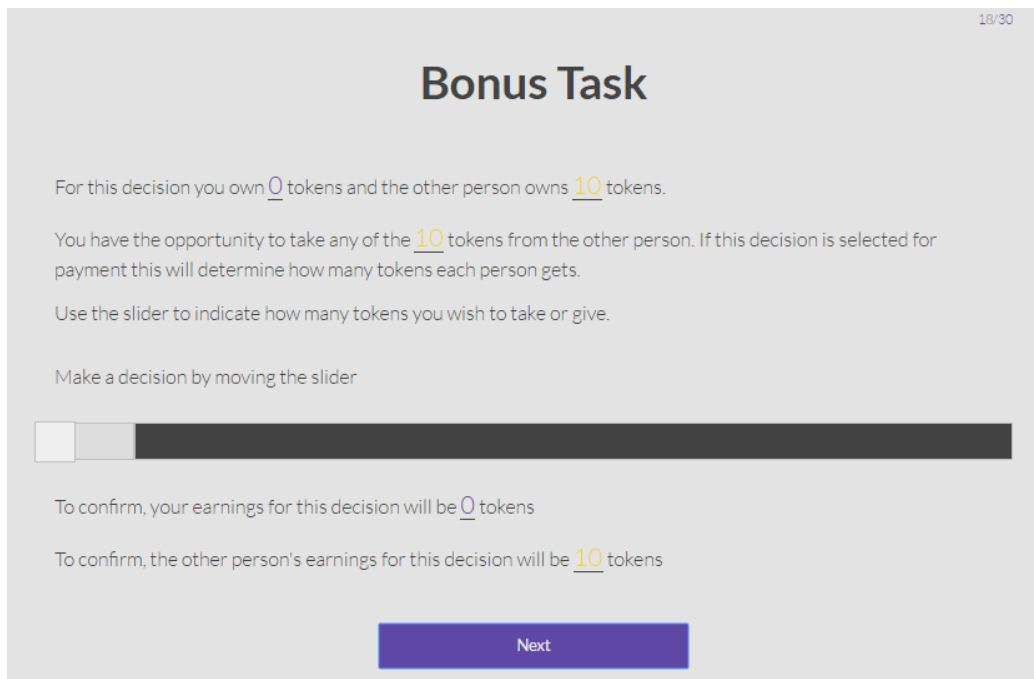 18/30
Bonus Task
For this decision you own 0 tokens and the other person owns 10 tokens.
You have the opportunity to take any of the 10 tokens from the other person. If this decision is selected for
payment this will determine how many tokens each person gets.
Use the slider to indicate how many tokens you wish to take or give.
Make a decision by moving the slider
To confirm, your earnings for this decision will be 0 tokens
To confirm, the other person's earnings for this decision will be 10 tokens
Next